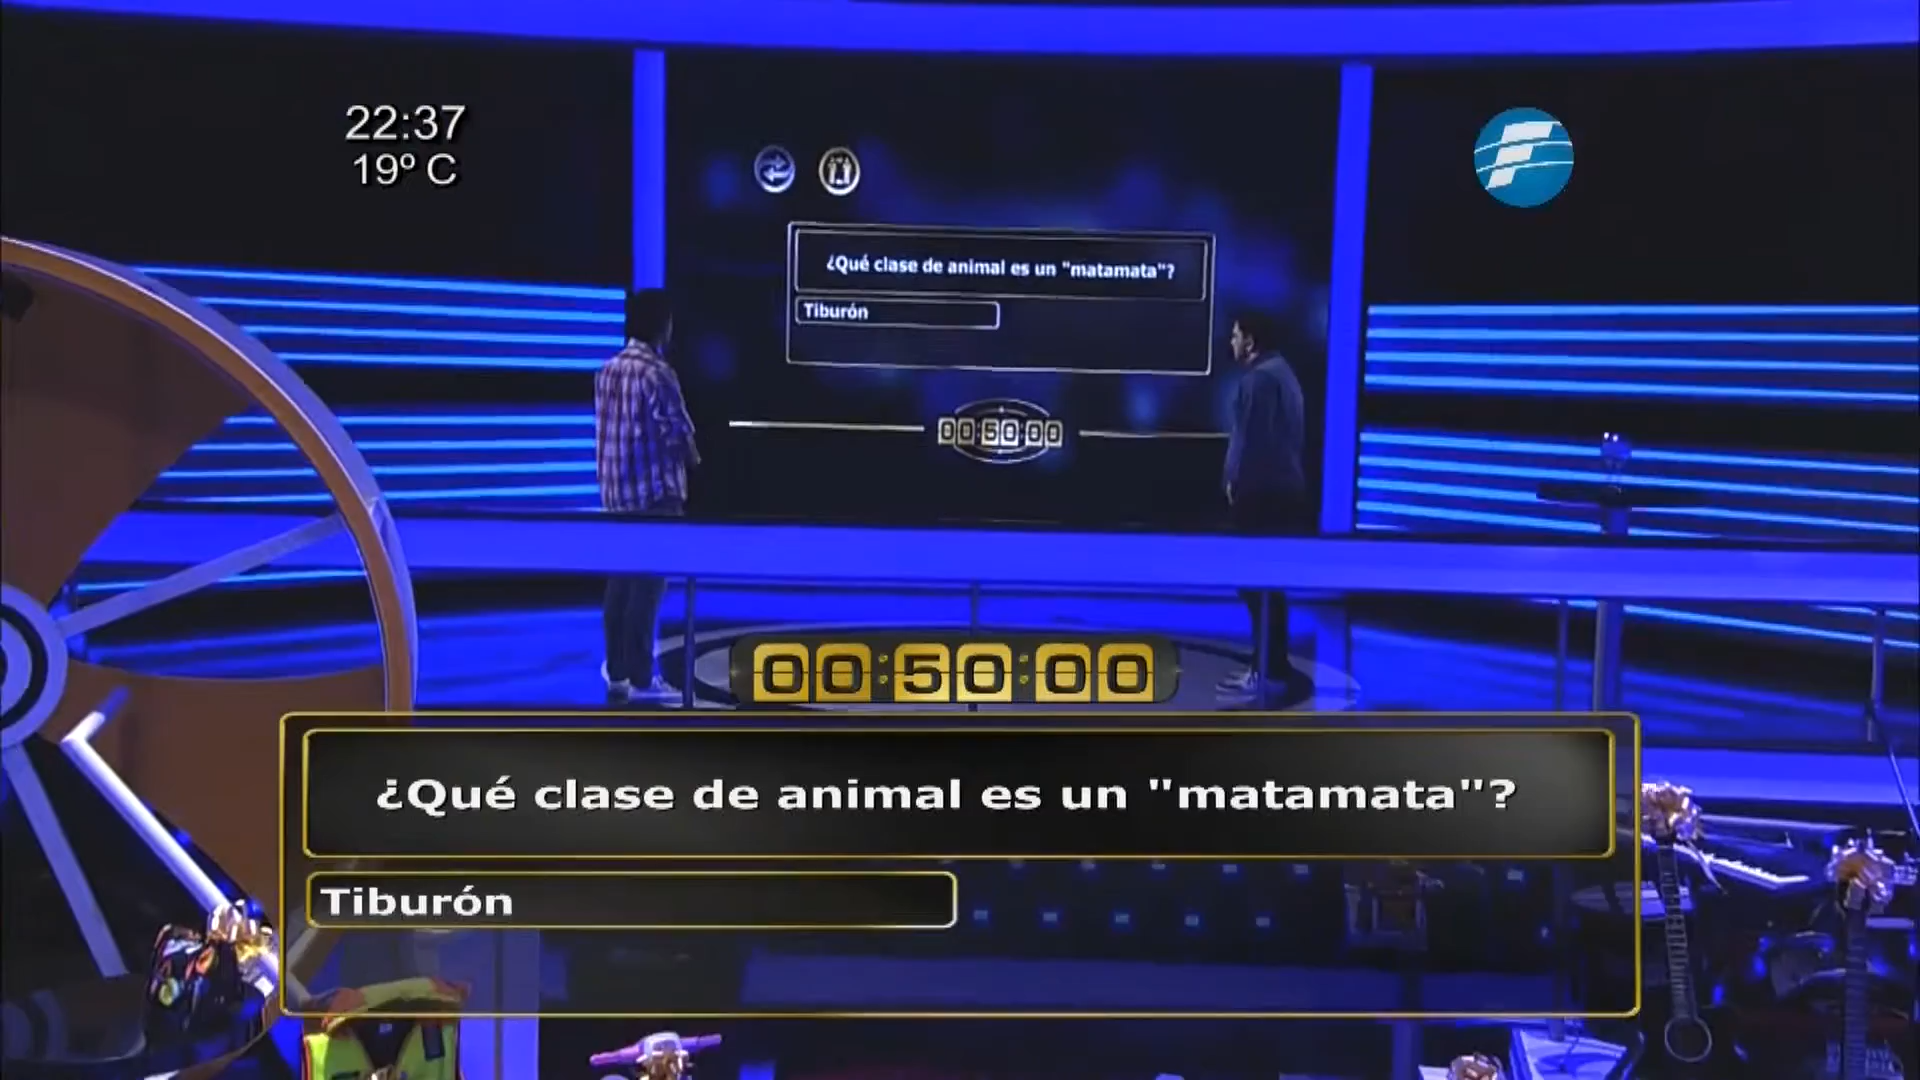 22:37
19º C
¿Qué clase de animal es un "matamata"?
Tiburón
00:50:00
00:50:00
¿Qué clase de animal es un "matamata"?
Tiburón